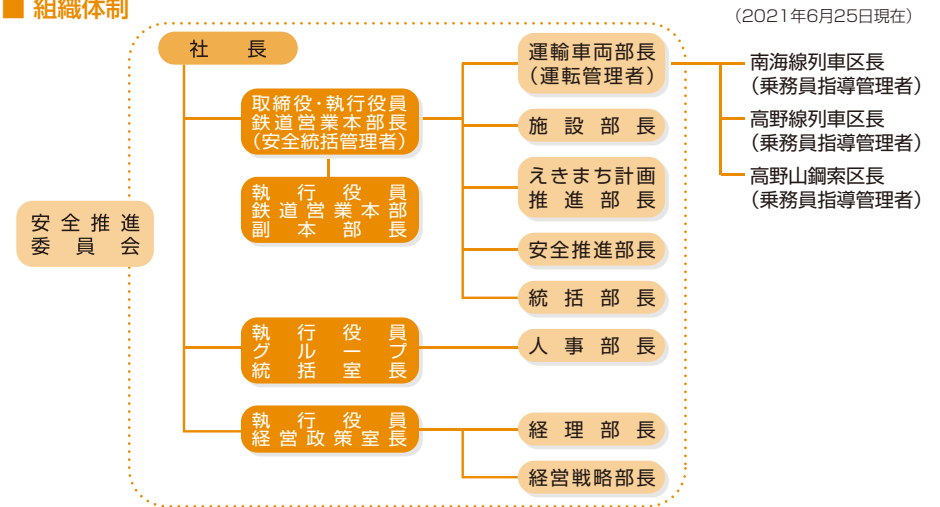 ■ 組織体制
(2021年6月25日現在)
社長
取締役・執行役員
鉄道営業本部長
(安全統括管理者)
執行役員
鉄道営業本部
副本部長
安全推進
委員会
運輸車両部長
(運転管理者)
施設部長
えきまち計画
推進部長
安全推進部長
統括部長
南海線列車区長
(乗務員指導管理者)
高野線列車区長
(乗務員指導管理者)
高野山鋼索区長
(乗務員指導管理者)
執行役員
グループ
統括室長
人事部長
執行役員
経営政策室長
経理部長
経営戦略部長